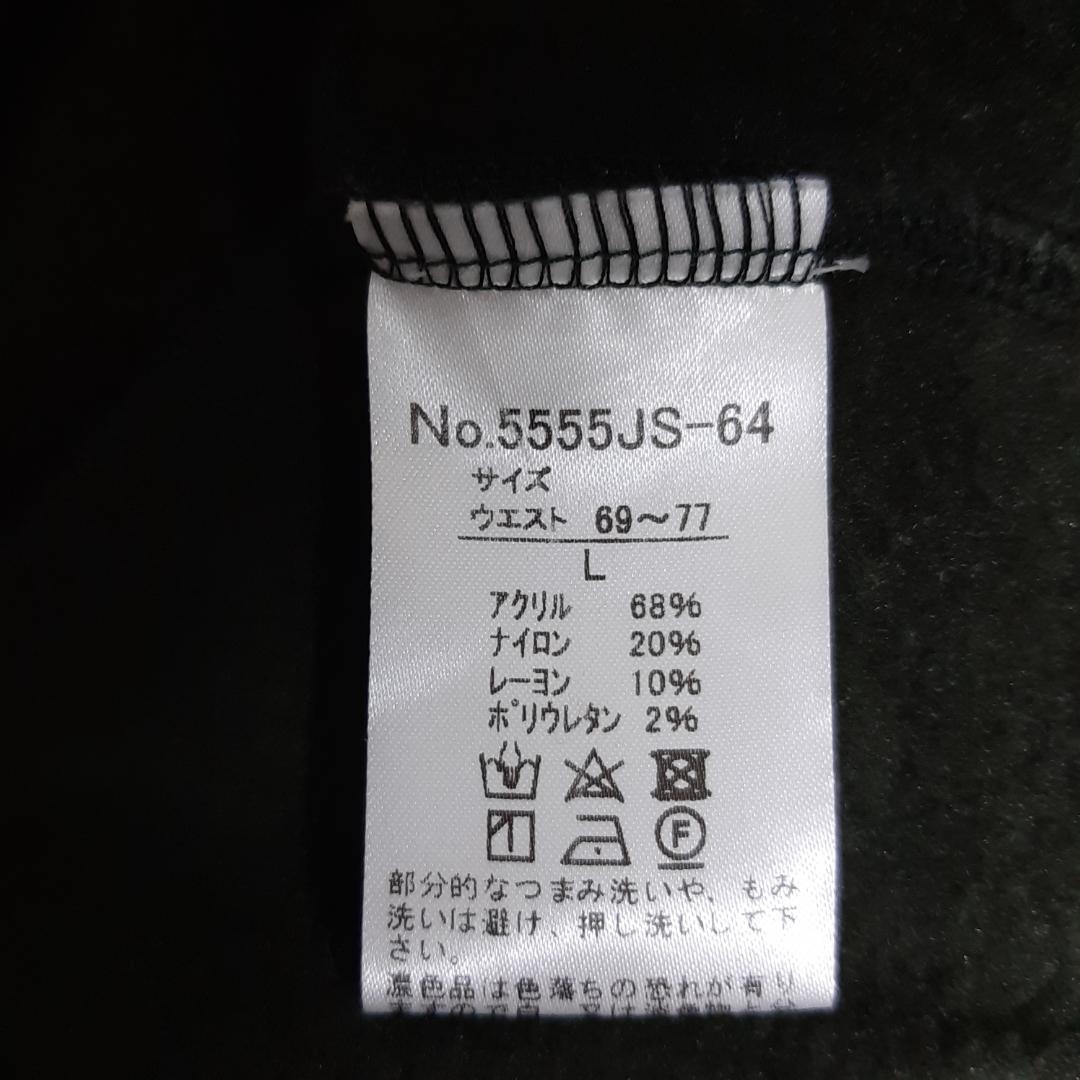 No.5555JS-64
サイズ
ウエスト 69～77
L
アクリル 68%
ナイロン 20%
レーヨン 10%
ポリウレタン 2%
F
部分的なつまみ洗いや、もみ
洗いは避け、押し洗いして下
さい。
濃色品は色落ちの恐れが有り